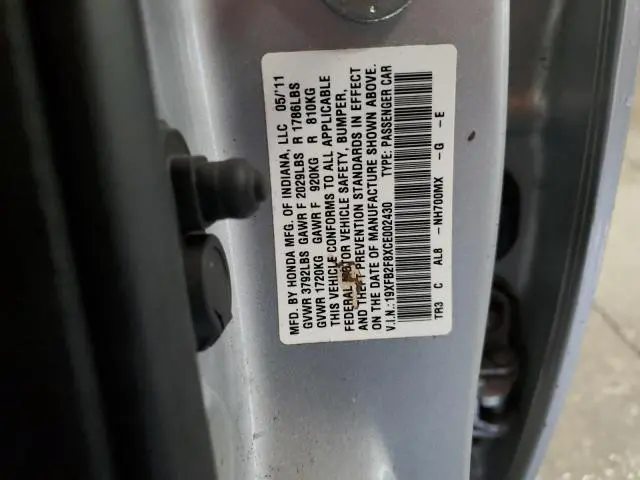 MFD. BY HONDA MFG. OF INDIANA, LLC 05/'11
GVWR 3792LBS GAWR F 2029LBS R 1786LBS
GVWR 1720KG GAWR F 920KG R 810KG
THIS VEHICLE CONFORMS TO ALL APPLICABLE
FEDERAL MOTOR VEHICLE SAFETY, BUMPER,
AND THEFT PREVENTION STANDARDS IN EFFECT
ON THE DATE OF MANUFACTURE SHOWN ABOVE.
V.I.N.: 19XFB2F8XCE002430 TYPE: PASSENGER CAR
TR3 C AL8 -NH700MX -G -E